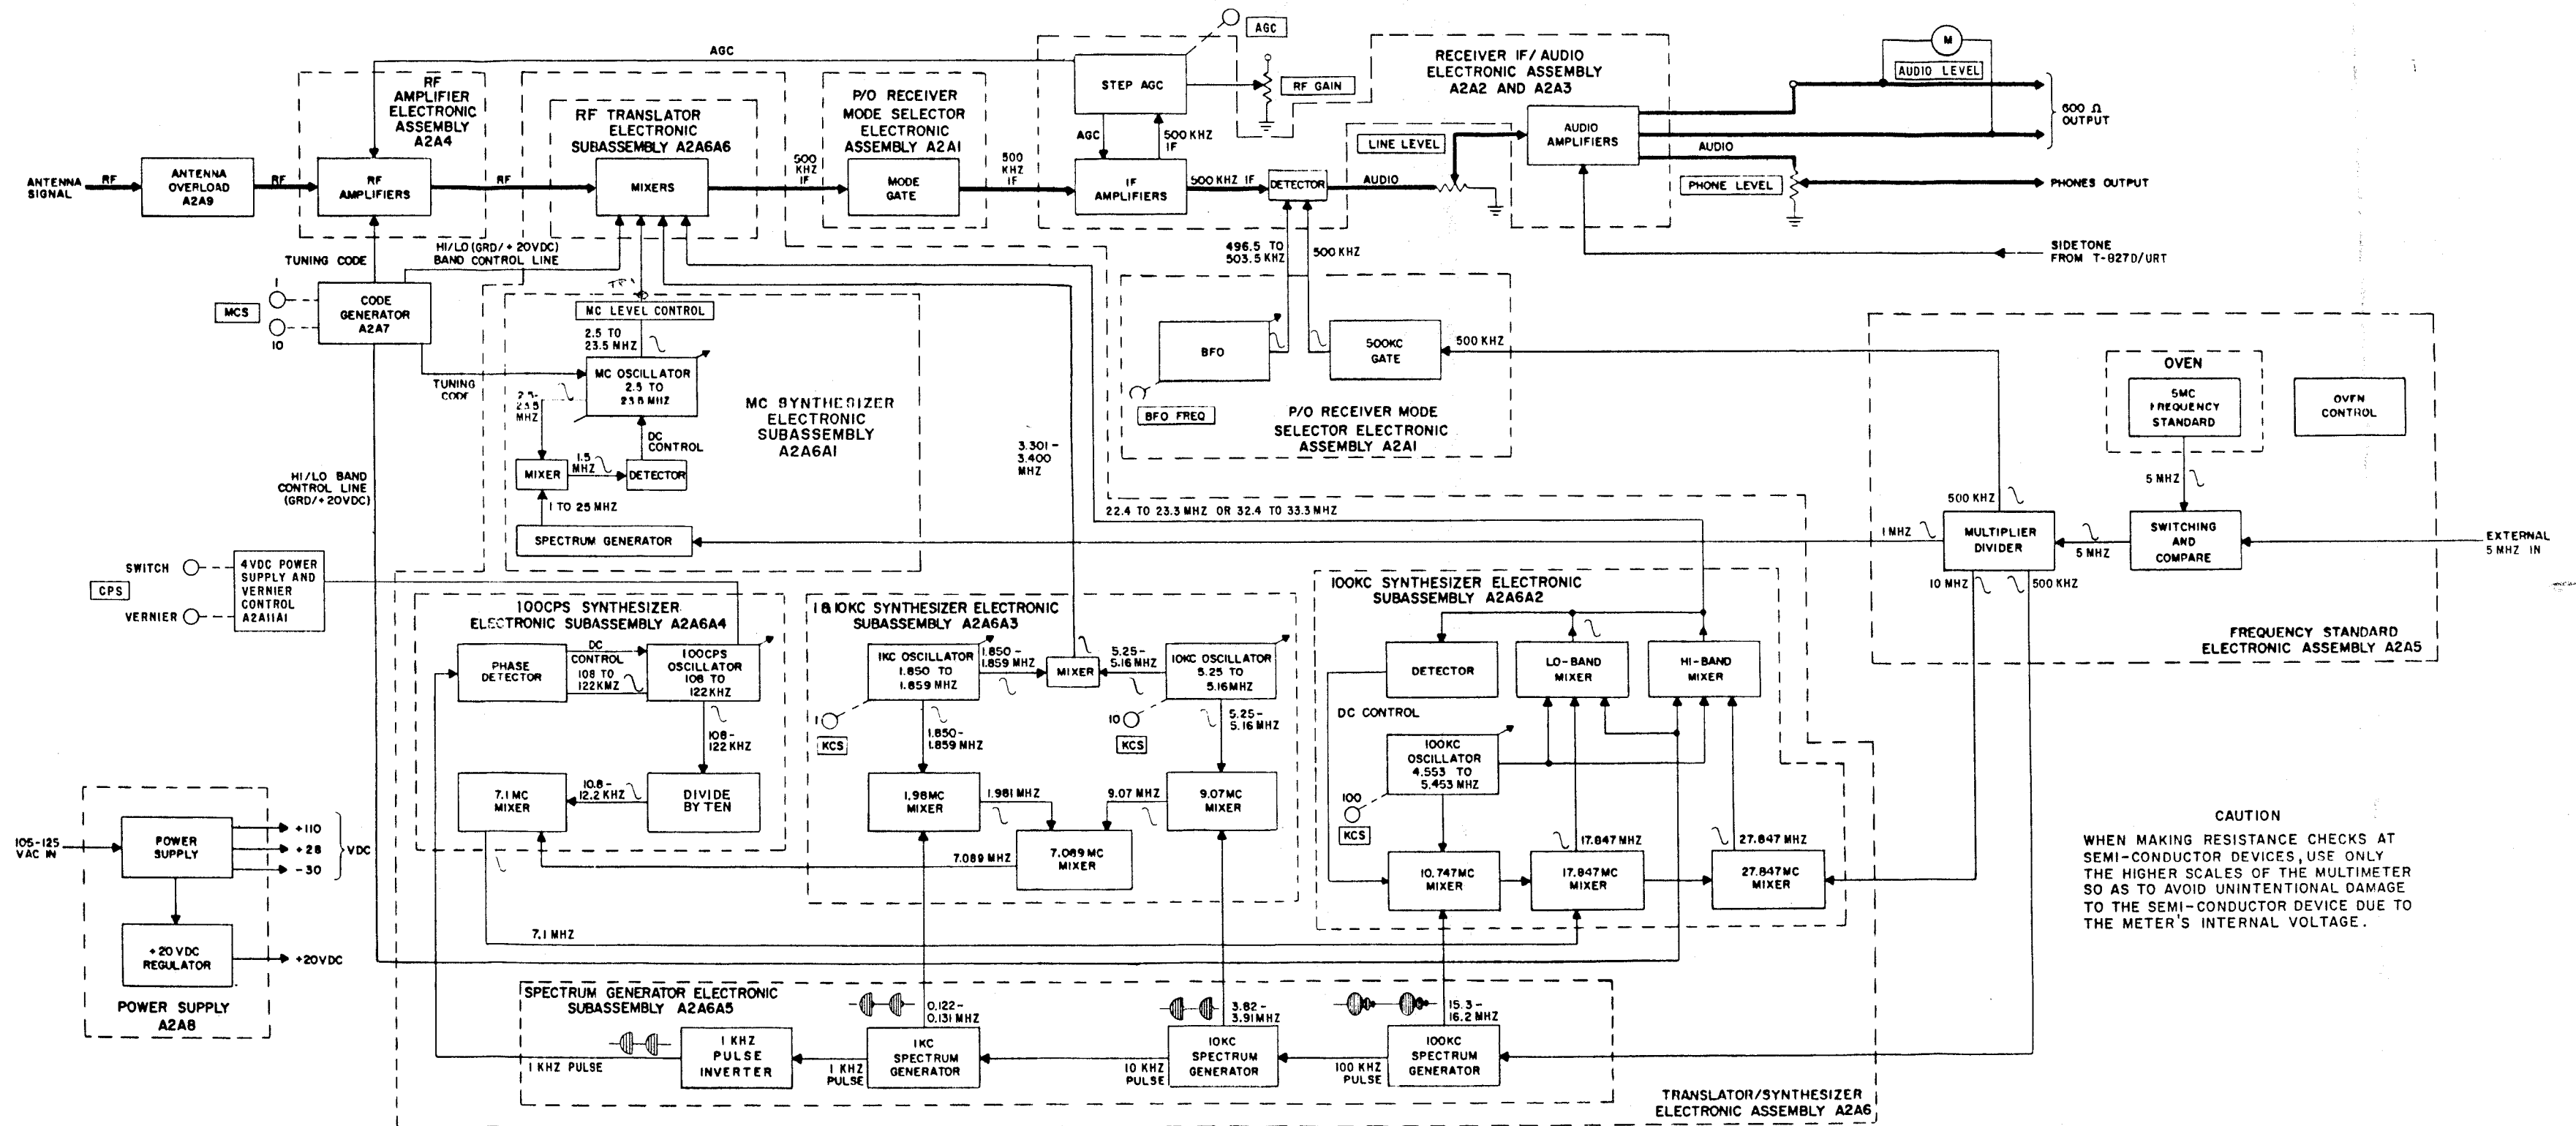 AGC
AGC
STEP AGC
RF GAIN
AGC
500 KHZ
IF
RECEIVER IF/AUDIO
ELECTRONIC ASSEMBLY
A2A2 AND A2A3
M
AUDIO LEVEL
600 Ω
OUTPUT
RF
AMPLIFIER
ELECTRONIC
ASSEMBLY
A2A4
RF TRANSLATOR
ELECTRONIC
SUBASSEMBLY A2A6A6
P/O RECEIVER
MODE SELECTOR
ELECTRONIC
ASSEMBLY A2A1
ANTENNA
SIGNAL
RF
ANTENNA
OVERLOAD
A2A9
RF
RF
AMPLIFIERS
RF
MIXERS
500
KHZ
IF
MODE
GATE
500
KHZ
IF
IF
AMPLIFIERS
500 KHZ IF
DETECTOR
AUDIO
LINE LEVEL
AUDIO
AMPLIFIERS
AUDIO
PHONE LEVEL
PHONES OUTPUT
SIDETONE
FROM T-827D/URT
TUNING CODE
HI/LO (GRD/+20VDC)
BAND CONTROL LINE
496.5 TO
503.5 KHZ
500 KHZ
1
MCS
10
CODE
GENERATOR
A2A7
TUNING
CODE
HI/LO BAND
CONTROL LINE
(GRD/+20VDC)
MC LEVEL CONTROL
2.5 TO
23.5 MHZ
MC OSCILLATOR
2.5 TO
23.5 MHZ
2.5-
23.5
MHZ
DC
CONTROL
MIXER
1.5
MHZ
DETECTOR
1 TO 25 MHZ
SPECTRUM GENERATOR
MC SYNTHESIZER
ELECTRONIC
SUBASSEMBLY
A2A6A1
3.301-
3.400
MHZ
BFO
BFO FREQ
500KC
GATE
500 KHZ
P/O RECEIVER MODE
SELECTOR ELECTRONIC
ASSEMBLY A2A1
OVEN
5MC
FREQUENCY
STANDARD
OVEN
CONTROL
5 MHZ
500 KHZ
1 MHZ
MULTIPLIER
DIVIDER
5 MHZ
SWITCHING
AND
COMPARE
EXTERNAL
5 MHZ IN
10 MHZ
500 KHZ
FREQUENCY STANDARD
ELECTRONIC ASSEMBLY A2A5
22.4 TO 23.3 MHZ OR 32.4 TO 33.3 MHZ
SWITCH
CPS
VERNIER
4VDC POWER
SUPPLY AND
VERNIER
CONTROL
A2A11A1
100CPS SYNTHESIZER
ELECTRONIC SUBASSEMBLY A2A6A4
PHASE
DETECTOR
DC
CONTROL
108 TO
122KMZ
100CPS
OSCILLATOR
108 TO
122KHZ
108-
122 KHZ
7.1 MC
MIXER
10.8-
12.2 KHZ
DIVIDE
BY TEN
1 & 10KC SYNTHESIZER ELECTRONIC
SUBASSEMBLY A2A6A3
1KC OSCILLATOR
1.850 TO
1.859 MHZ
1.850-
1.859 MHZ
MIXER
5.25-
5.16 MHZ
10KC OSCILLATOR
5.25 TO
5.16MHZ
1
KCS
1.850-
1.859 MHZ
10
KCS
5.25-
5.16 MHZ
1.98MC
MIXER
1.981 MHZ
9.07 MHZ
9.07MC
MIXER
7.089 MHZ
7.089MC
MIXER
100KC SYNTHESIZER ELECTRONIC
SUBASSEMBLY A2A6A2
DETECTOR
LO-BAND
MIXER
HI-BAND
MIXER
DC CONTROL
100KC
OSCILLATOR
4.553 TO
5.453 MHZ
100
KCS
17.847MHZ
27.847 MHZ
10.747MC
MIXER
17.847MC
MIXER
27.847MC
MIXER
7.1 MHZ
105-125
VAC IN
POWER
SUPPLY
+110
+28
-30
VDC
+20 VDC
REGULATOR
+20VDC
POWER SUPPLY
A2A8
SPECTRUM GENERATOR ELECTRONIC
SUBASSEMBLY A2A6A5
0.122-
0.131 MHZ
3.82-
3.91MHZ
15.3-
16.2 MHZ
1 KHZ PULSE
1 KHZ
PULSE
INVERTER
1 KHZ
PULSE
1KC
SPECTRUM
GENERATOR
10 KHZ
PULSE
10KC
SPECTRUM
GENERATOR
100 KHZ
PULSE
100KC
SPECTRUM
GENERATOR
TRANSLATOR/SYNTHESIZER
ELECTRONIC ASSEMBLY A2A6
CAUTION
WHEN MAKING RESISTANCE CHECKS AT
SEMI-CONDUCTOR DEVICES, USE ONLY
THE HIGHER SCALES OF THE MULTIMETER
SO AS TO AVOID UNINTENTIONAL DAMAGE
TO THE SEMI-CONDUCTOR DEVICE DUE TO
THE METER'S INTERNAL VOLTAGE.